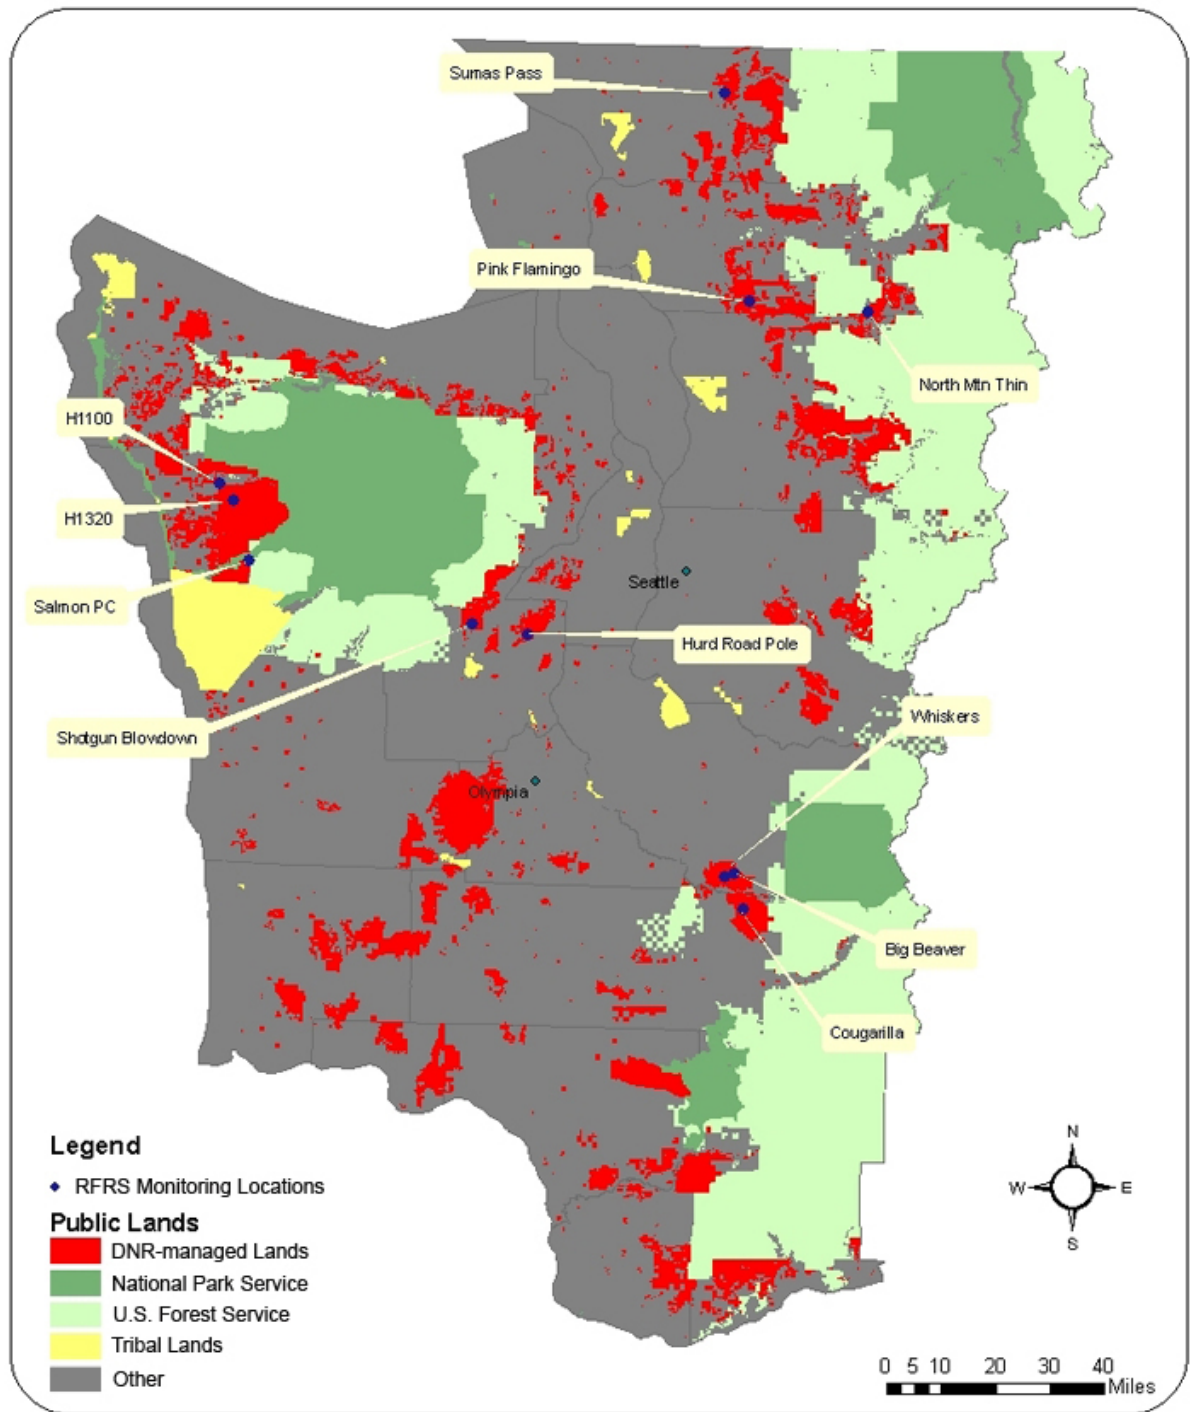 Sumas Pass
Pink Flamingo
North Mtn Thin
H1100
H1320
Seattle
Salmon PC
Hurd Road Pole
Whiskers
Shotgun Blowdown
Olympia
Big Beaver
Cougarilla
Legend
RFRS Monitoring Locations
Public Lands
DNR-managed Lands
National Park Service
U.S. Forest Service
Tribal Lands
Other
N
W E
S
0 5 10 20 30 40
Miles